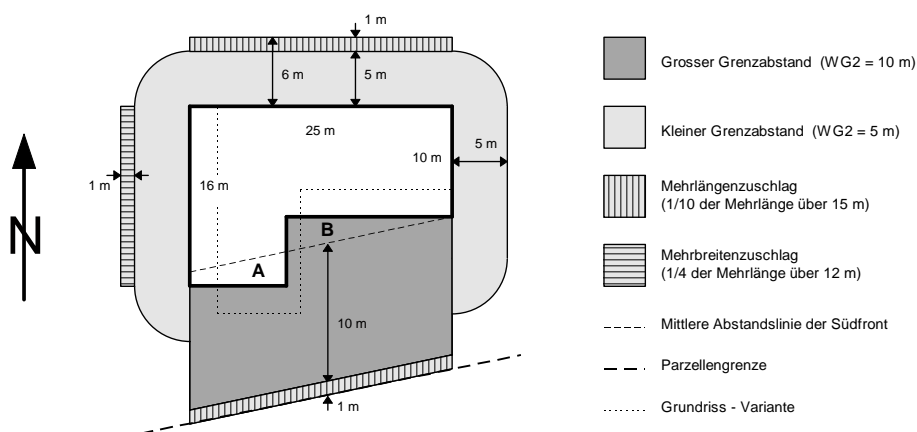 1 m
6 m
5 m
25 m
10 m
5 m
1 m
16 m
N
B
A
10 m
1 m
Grosser Grenzabstand (WG2 = 10 m)
Kleiner Grenzabstand (WG2 = 5 m)
Mehrlängenzuschlag
(1/10 der Mehrlänge über 15 m)
Mehrbreitenzuschlag
(1/4 der Mehrlänge über 12 m)
Mittlere Abstandslinie der Südfront
Parzellengrenze
Grundriss - Variante